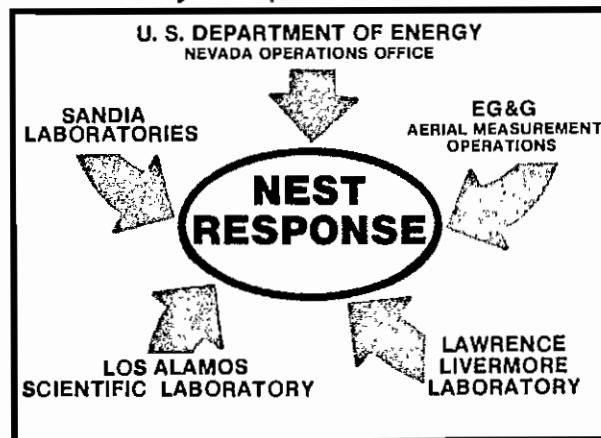 U. S. DEPARTMENT OF ENERGY
NEVADA OPERATIONS OFFICE
SANDIA
LABORATORIES
EG&G
AERIAL MEASUREMENT
OPERATIONS
NEST
RESPONSE
LOS ALAMOS
SCIENTIFIC LABORATORY
LAWRENCE
LIVERMORE
LABORATORY